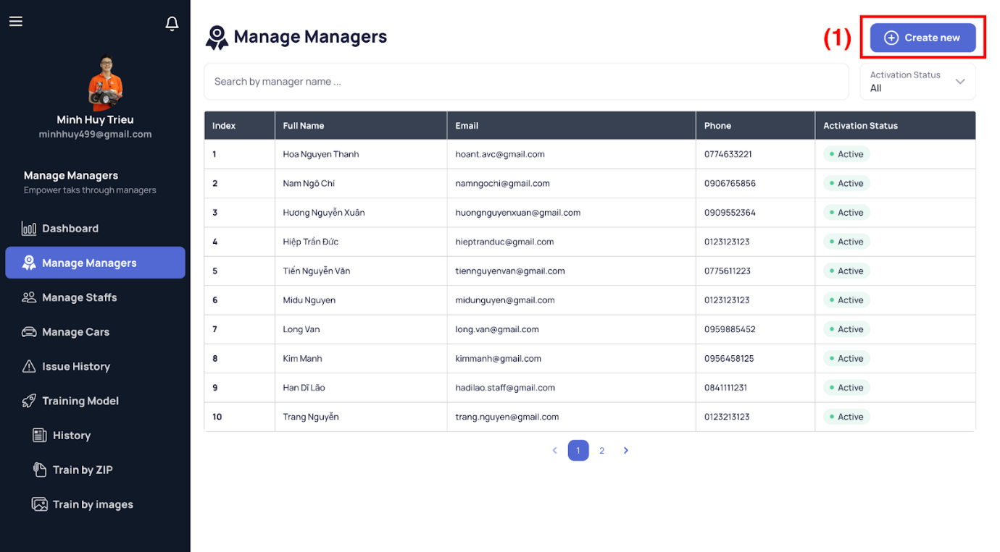 Minh Huy Trieu
minhhuy499@gmail.com
Manage Managers
Empower taks through managers
Dashboard
Manage Managers
Manage Staffs
Manage Cars
Issue History
Training Model
History
Train by ZIP
Train by images
Manage Managers
(1)
Create new
Search by manager name ...
Activation Status
All
Index Full Name Email Phone Activation Status
1 Hoa Nguyen Thanh hoant.avc@gmail.com 0774633221 Active
2 Nam Ngô Chí namngochi@gmail.com 0906765856 Active
3 Hương Nguyễn Xuân huongnguyenxuan@gmail.com 0909552364 Active
4 Hiệp Trần Đức hieptranduc@gmail.com 0123123123 Active
5 Tiến Nguyễn Văn tiennguyenvan@gmail.com 0775611223 Active
6 Midu Nguyen midunguyen@gmail.com 0123123123 Active
7 Long Van long.van@gmail.com 0959885452 Active
8 Kim Manh kimmanh@gmail.com 0956458125 Active
9 Han Dĩ Lão hadilao.staff@gmail.com 0841111231 Active
10 Trang Nguyễn trang.nguyen@gmail.com 0123213123 Active
1 2